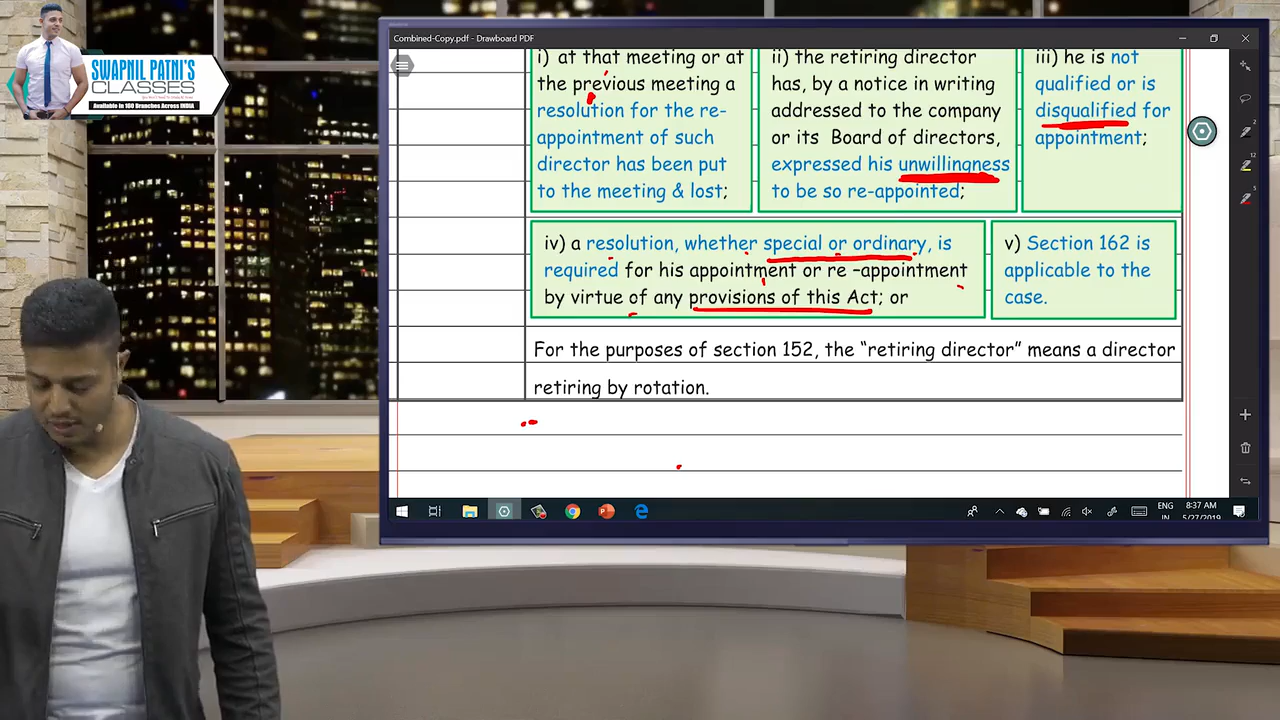 SWAPNIL PATNI'S
CLASSES
Available in 100 Branches Across INDIA
Combined-Copy.pdf - Drawboard PDF
i) at that meeting or at
the previous meeting a
resolution for the re-
appointment of such
director has been put
to the meeting & lost;
ii) the retiring director
has, by a notice in writing
addressed to the company
or its Board of directors,
expressed his unwillingness
to be so re-appointed;
iii) he is not
qualified or is
disqualified for
appointment;
iv) a resolution, whether special or ordinary, is
required for his appointment or re -appointment
by virtue of any provisions of this Act; or
v) Section 162 is
applicable to the
case.
For the purposes of section 152, the “retiring director” means a director
retiring by rotation.
ENG
IN
8:37 AM
5/27/2019